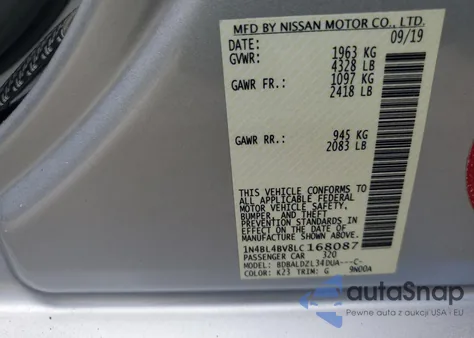 MFD BY NISSAN MOTOR CO., LTD.
DATE: 09/19
GVWR: 1963 KG
4328 LB
GAWR FR.: 1097 KG
2418 LB
GAWR RR.: 945 KG
2083 LB
THIS VEHICLE CONFORMS TO
ALL APPLICABLE FEDERAL
MOTOR VEHICLE SAFETY,
BUMPER, AND THEFT
PREVENTION STANDARDS
IN EFFECT ON THE DATE OF
MANUFACTURE SHOWN ABOVE.
1N4BL4BV8LC168087
PASSENGER CAR 320
MODEL: BDBALDZL34DUA---C-
COLOR: K23 TRIM: G 9N00A
autoSnap
Pewne auta z aukcji USA i EU